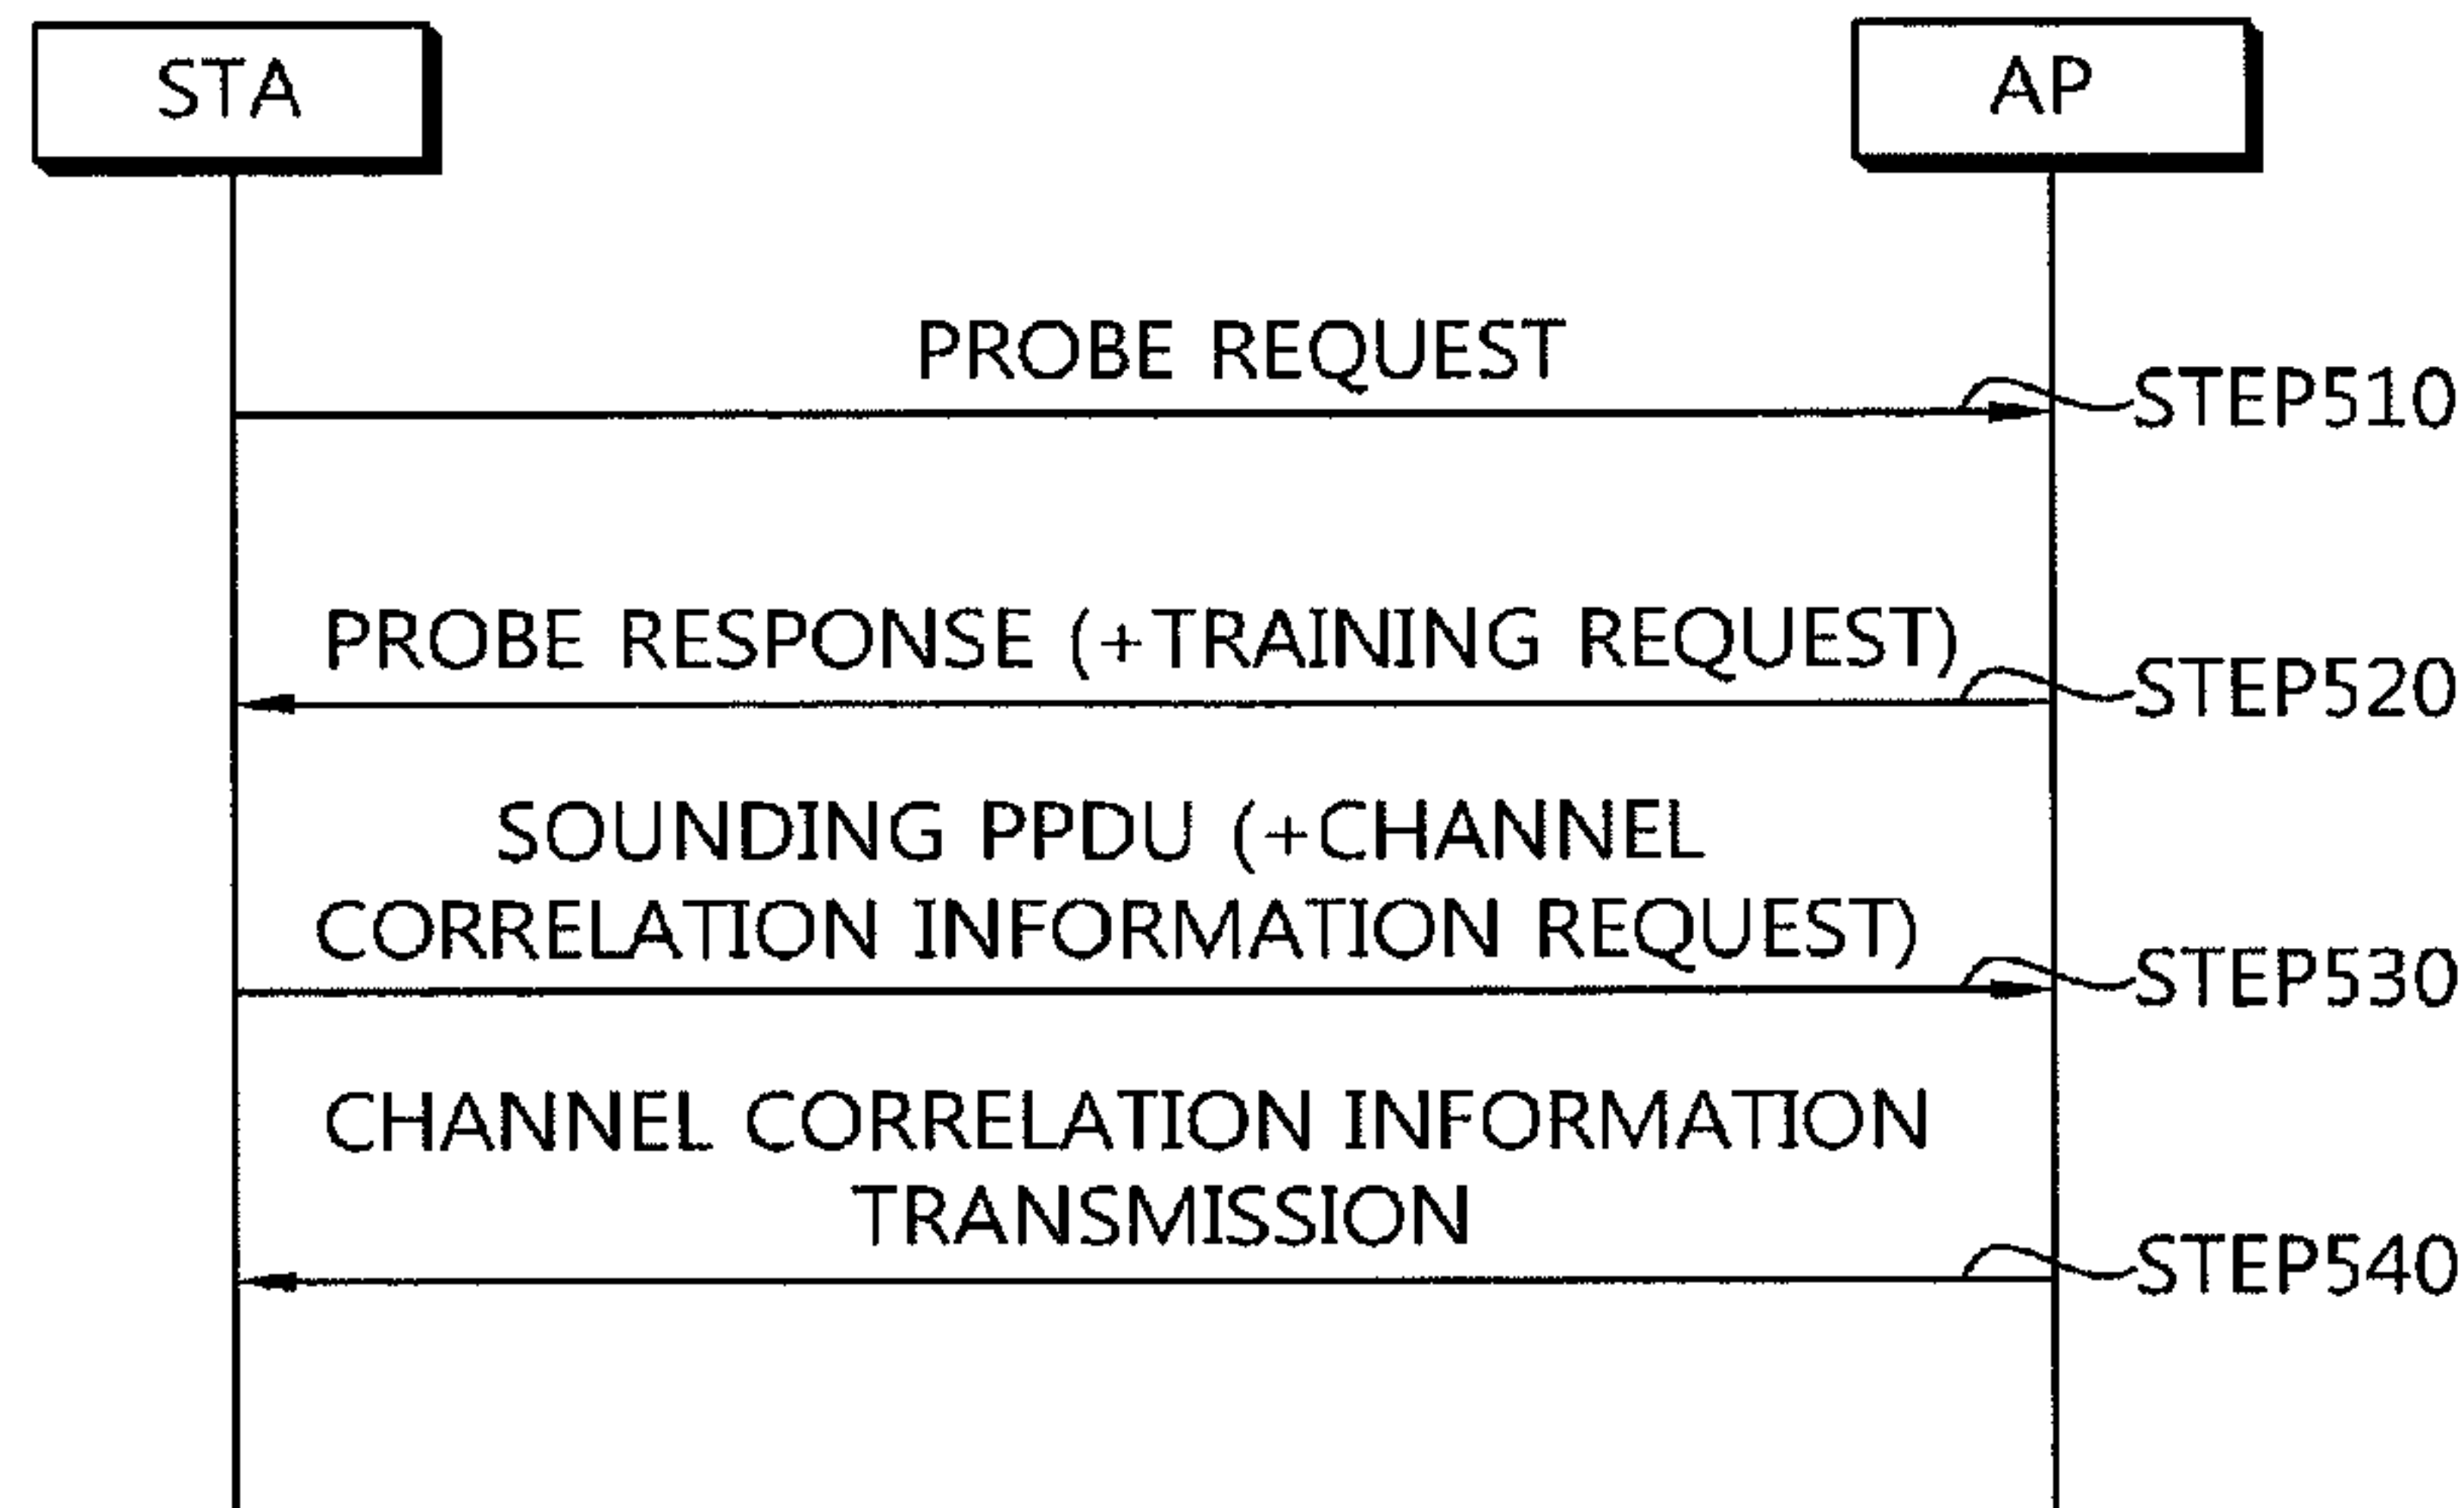 STA
AP
PROBE REQUEST
STEP510
PROBE RESPONSE (+TRAINING REQUEST)
STEP520
SOUNDING PPDU (+CHANNEL
CORRELATION INFORMATION REQUEST)
STEP530
CHANNEL CORRELATION INFORMATION
TRANSMISSION
STEP540